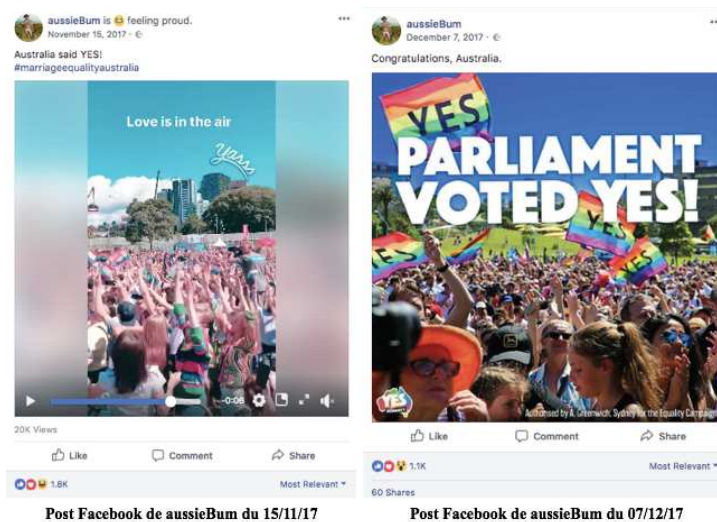 aussieBum is 😊 feeling proud.
November 15, 2017 ·
Australia said YES!
#marriageequalityaustralia
Love is in the air
yass
-0:06
20K Views
Like Comment Share
1.8K Most Relevant
Post Facebook de aussieBum du 15/11/17
aussieBum
December 7, 2017 ·
Congratulations, Australia.
YES
PARLIAMENT
VOTED YES!
YES
YES
YES
YES
Authorised by A. Greenwich, Sydney for the Equality Campaign
Like Comment Share
1.1K Most Relevant
60 Shares
Post Facebook de aussieBum du 07/12/17